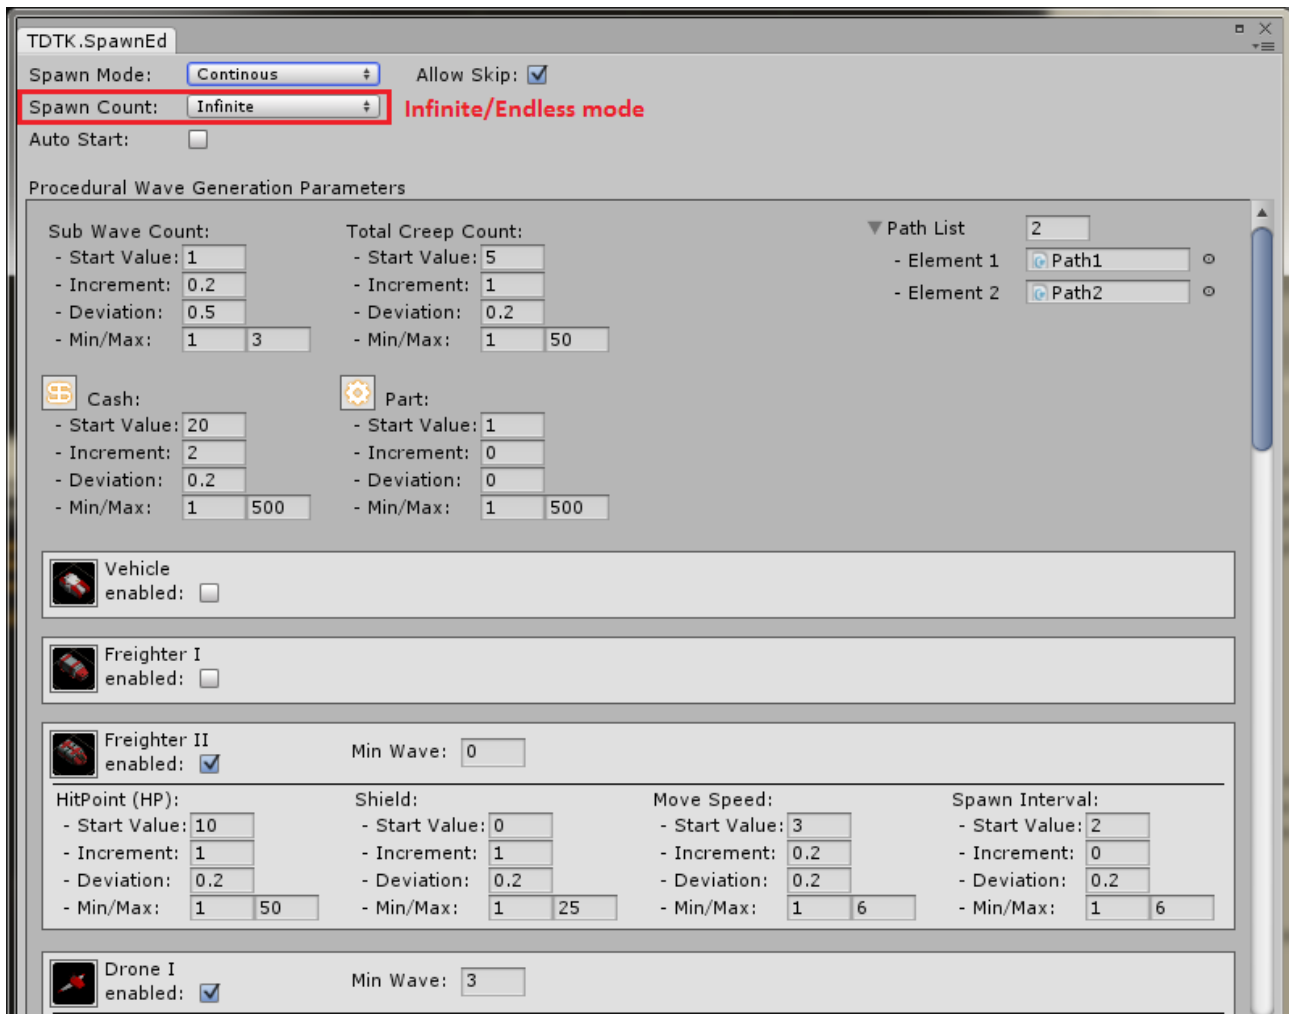 TDTK.SpawnEd
Spawn Mode: Continous Allow Skip:
Spawn Count: Infinite Infinite/Endless mode
Auto Start:
Procedural Wave Generation Parameters
Sub Wave Count: Total Creep Count: Path List 2
- Start Value: 1 - Start Value: 5 - Element 1 Path1
- Increment: 0.2 - Increment: 1 - Element 2 Path2
- Deviation: 0.5 - Deviation: 0.2
- Min/Max: 1 3 - Min/Max: 1 50
Cash: Part:
- Start Value: 20 - Start Value: 1
- Increment: 2 - Increment: 0
- Deviation: 0.2 - Deviation: 0
- Min/Max: 1 500 - Min/Max: 1 500
Vehicle
enabled:
Freighter I
enabled:
Freighter II
enabled: Min Wave: 0
HitPoint (HP): Shield: Move Speed: Spawn Interval:
- Start Value: 10 - Start Value: 0 - Start Value: 3 - Start Value: 2
- Increment: 1 - Increment: 1 - Increment: 0.2 - Increment: 0
- Deviation: 0.2 - Deviation: 0.2 - Deviation: 0.2 - Deviation: 0.2
- Min/Max: 1 50 - Min/Max: 1 25 - Min/Max: 1 6 - Min/Max: 1 6
Drone I
enabled: Min Wave: 3